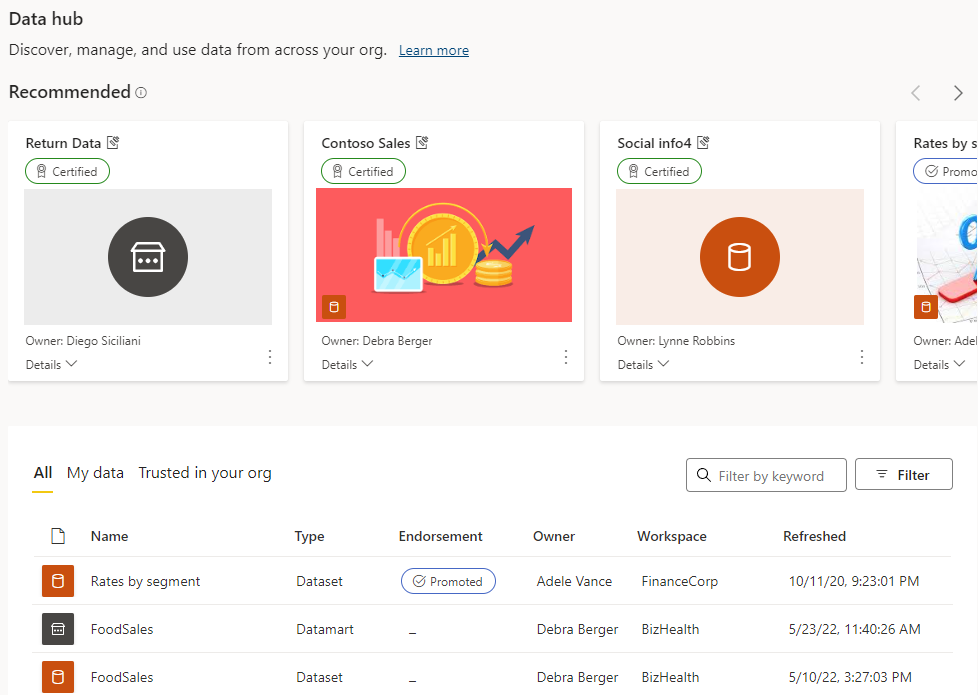 Data hub
Discover, manage, and use data from across your org. Learn more
Recommended
Return Data
Certified
Owner: Diego Siciliani
Details
Contoso Sales
Certified
Owner: Debra Berger
Details
Social info4
Certified
Owner: Lynne Robbins
Details
Rates by s
Promo
Owner: Adel
Details
All My data Trusted in your org
Filter by keyword Filter
Name Type Endorsement Owner Workspace Refreshed
Rates by segment Dataset Promoted Adele Vance FinanceCorp 10/11/20, 9:23:01 PM
FoodSales Datamart – Debra Berger BizHealth 5/23/22, 11:40:26 AM
FoodSales Dataset – Debra Berger BizHealth 5/10/22, 3:27:03 PM